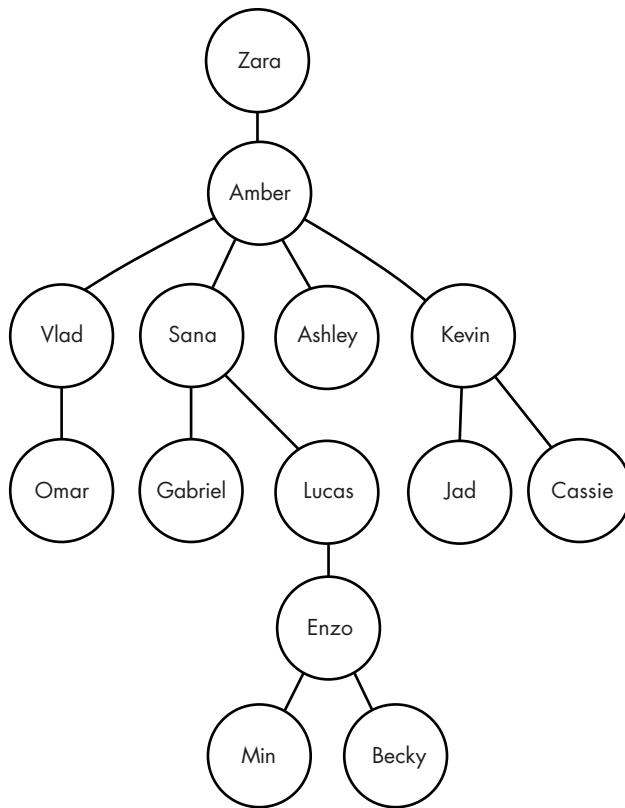 Zara
Amber
Vlad
Sana
Ashley
Kevin
Omar
Gabriel
Lucas
Jad
Cassie
Enzo
Min
Becky